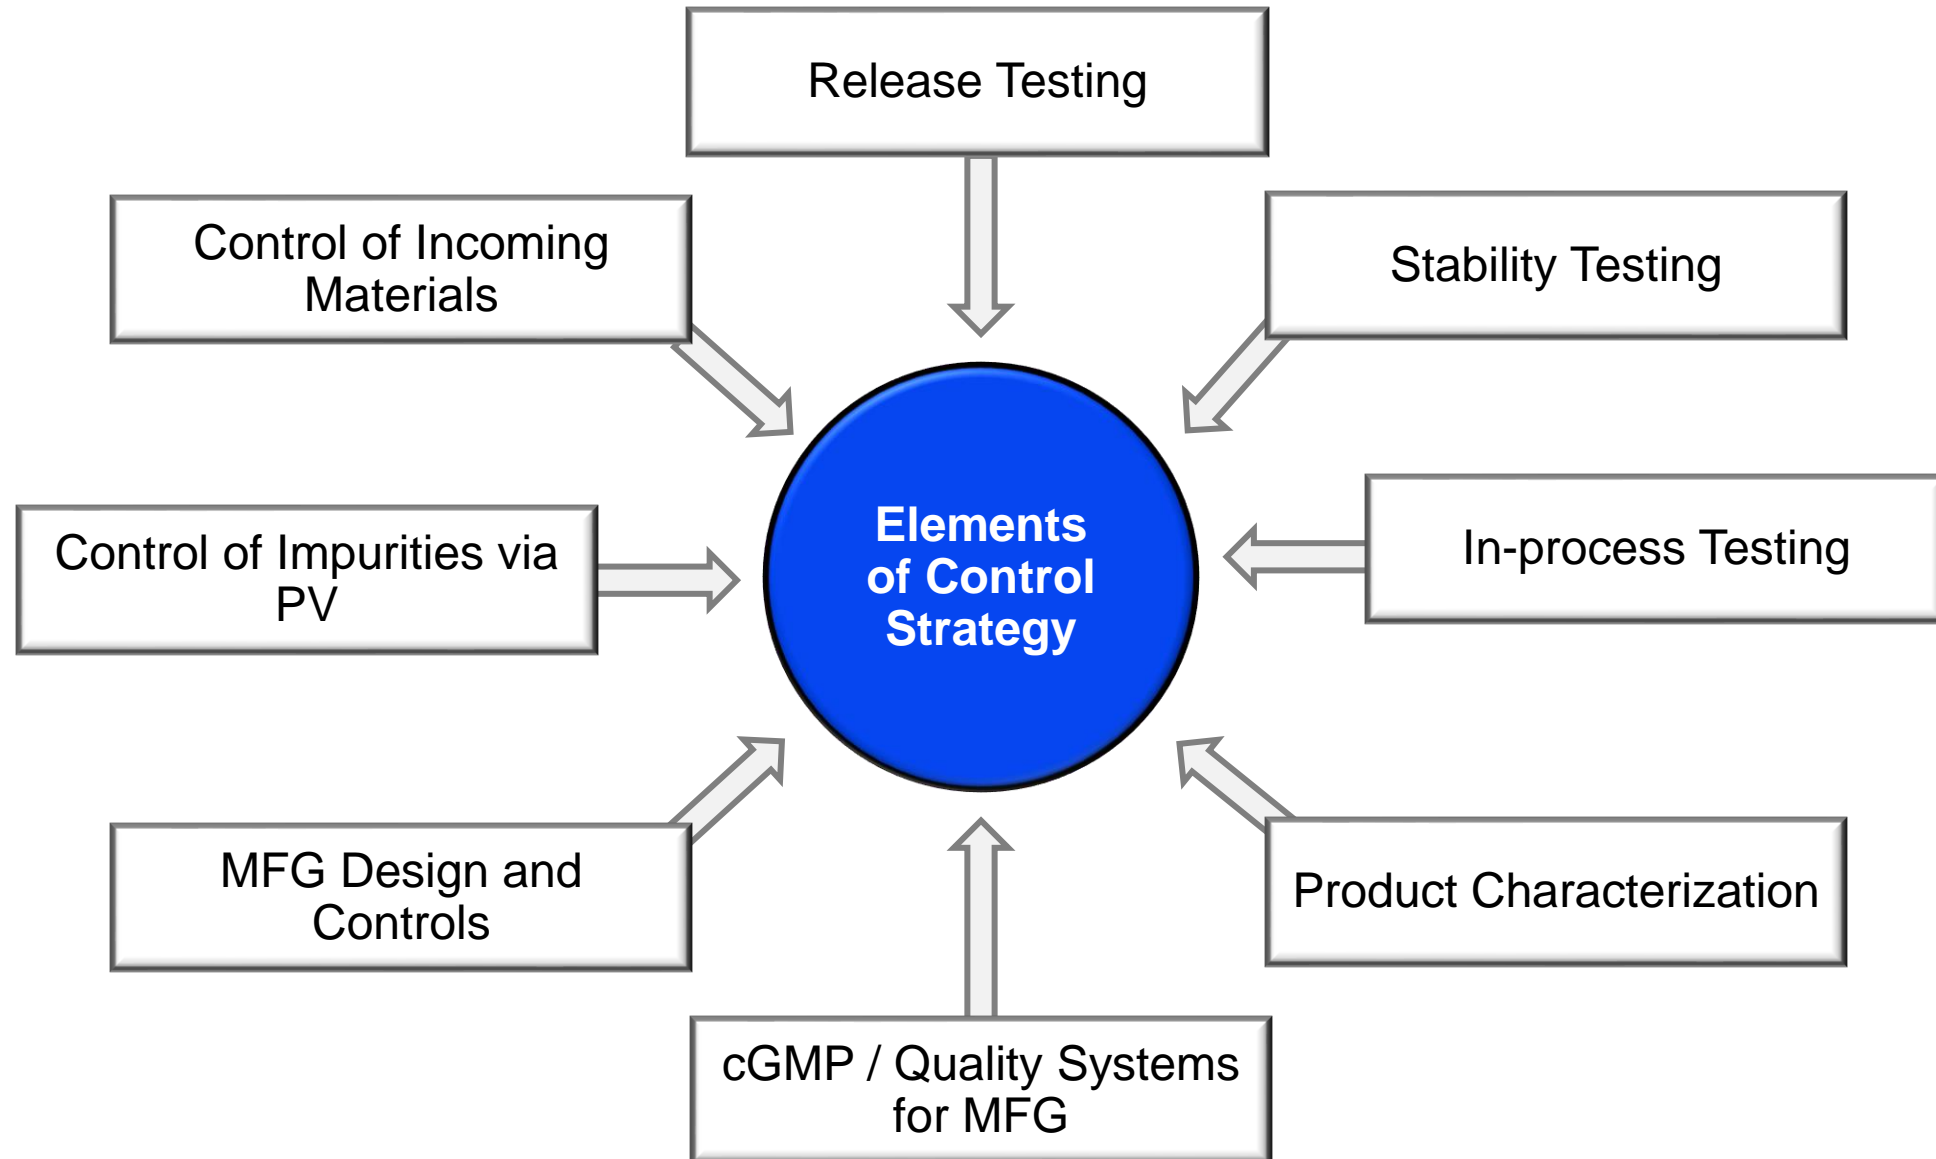 Release Testing
Control of Incoming
Materials
Stability Testing
Elements
of Control
Strategy
In-process Testing
Control of Impurities via
PV
MFG Design and
Controls
Product Characterization
cGMP / Quality Systems
for MFG